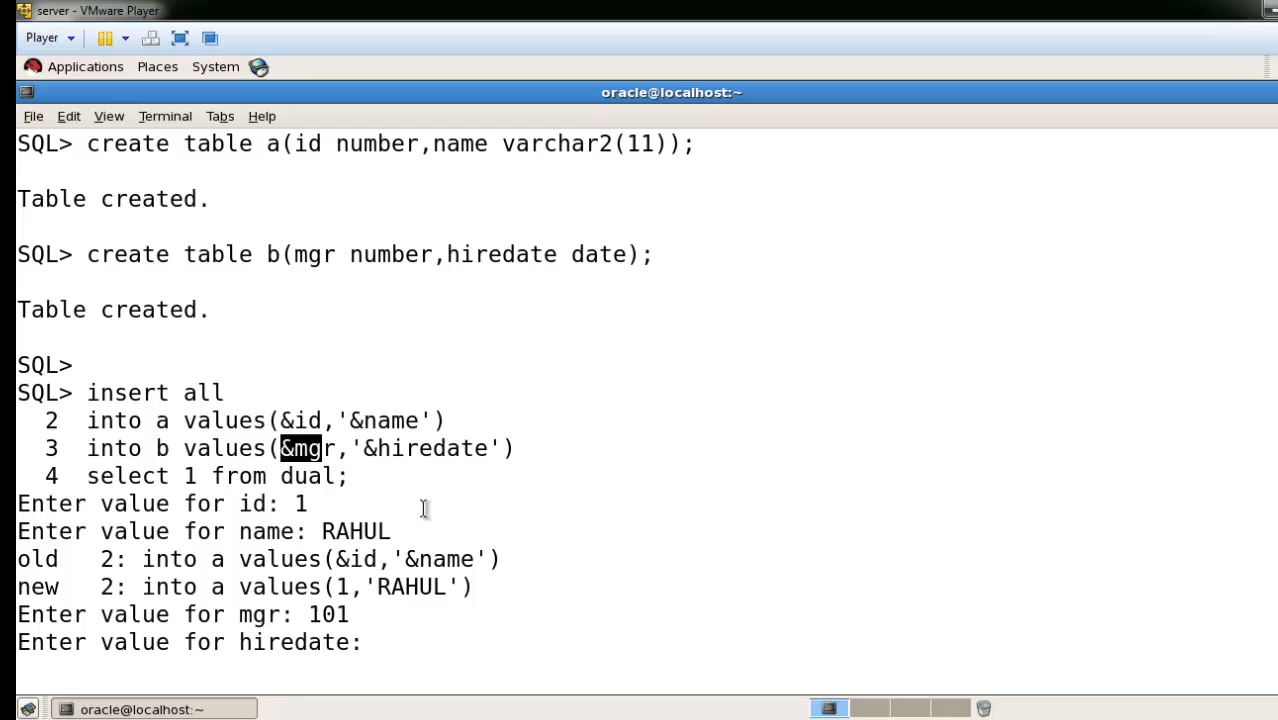 server - VMware Player
Player
Applications Places System
oracle@localhost:~
File Edit View Terminal Tabs Help
SQL> create table a(id number,name varchar2(11));
Table created.
SQL> create table b(mgr number,hiredate date);
Table created.
SQL>
SQL> insert all
2 into a values(&id,'&name')
3 into b values(&mgr,'&hiredate')
4 select 1 from dual;
Enter value for id: 1
Enter value for name: RAHUL
old 2: into a values(&id,'&name')
new 2: into a values(1,'RAHUL')
Enter value for mgr: 101
Enter value for hiredate:
oracle@localhost:~